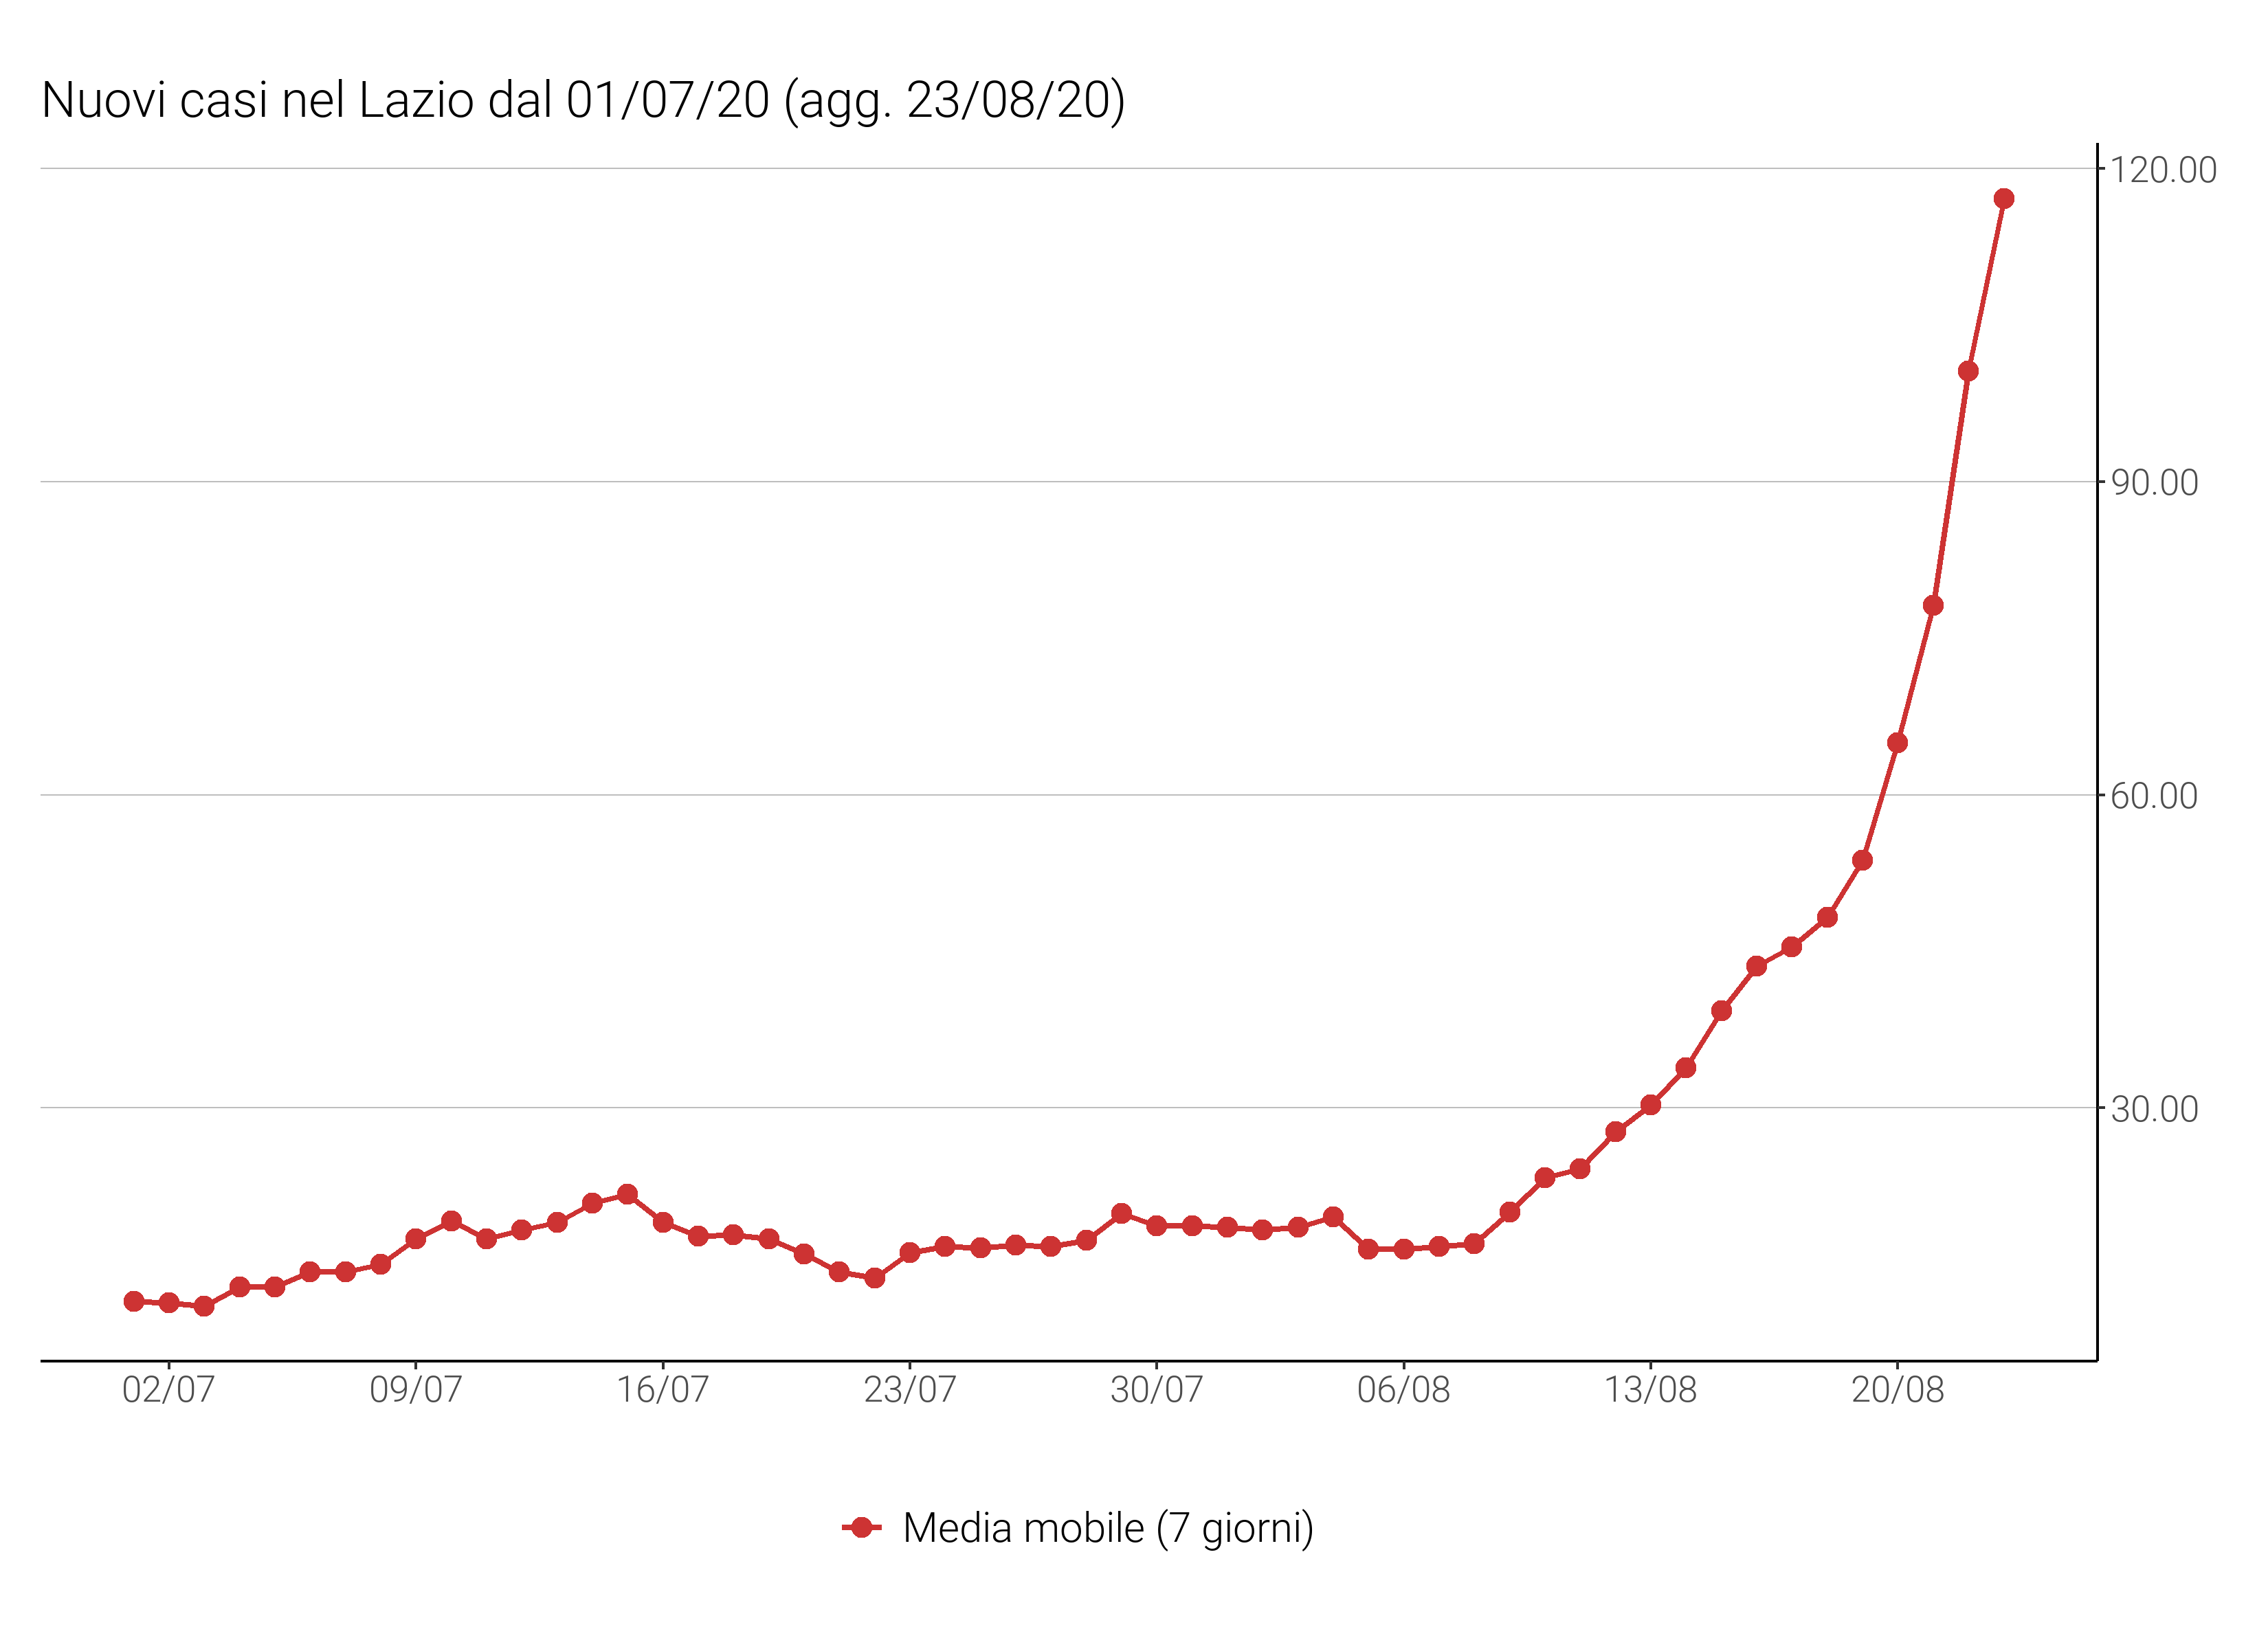 Nuovi casi nel Lazio dal 01/07/20 (agg. 23/08/20)
120.00
90.00
60.00
30.00
02/07 09/07 16/07 23/07 30/07 06/08 13/08 20/08
Media mobile (7 giorni)